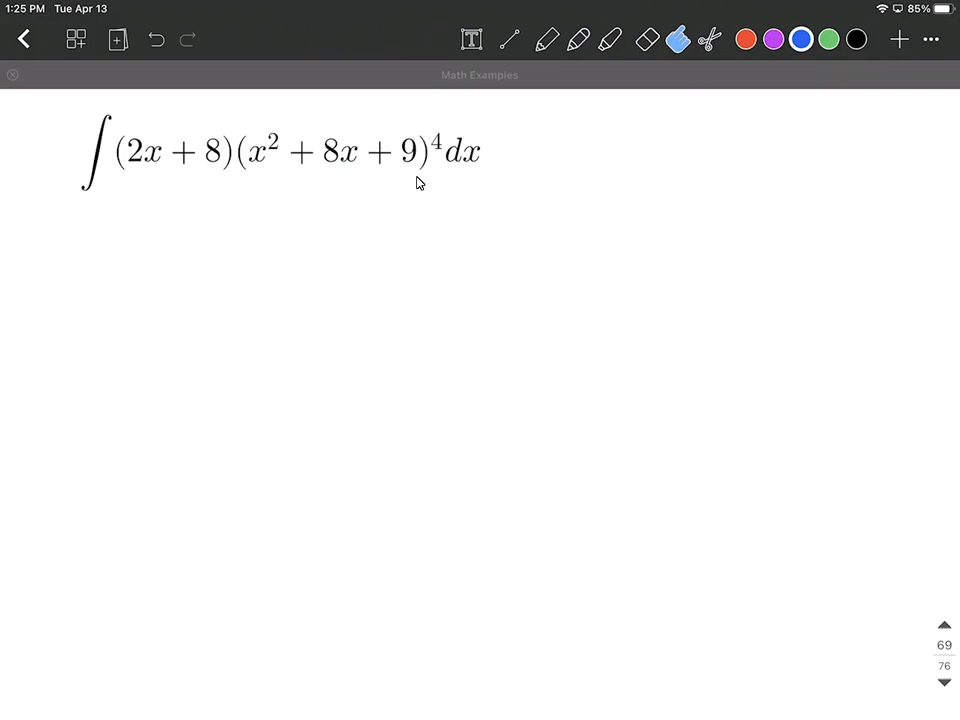 1:25 PM Tue Apr 13 85%
T
Math Examples
∫(2x + 8)(x² + 8x + 9)⁴dx
69
76